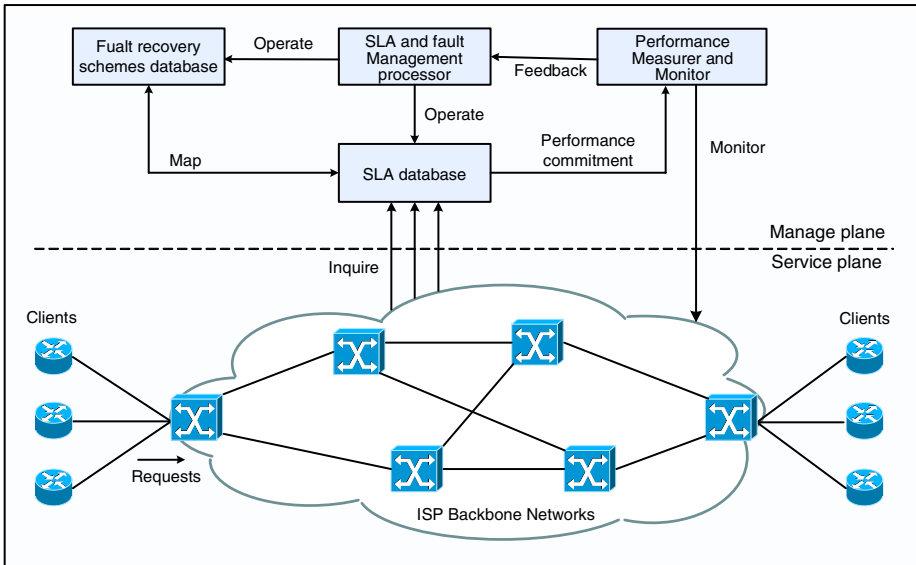 Fualt recovery
schemes database
Operate
SLA and fault
Management
processor
Feedback
Performance
Measurer and
Monitor
Operate
Map
SLA database
Performance
commitment
Monitor
Manage plane
Inquire
Service plane
Clients
Clients
Requests
ISP Backbone Networks